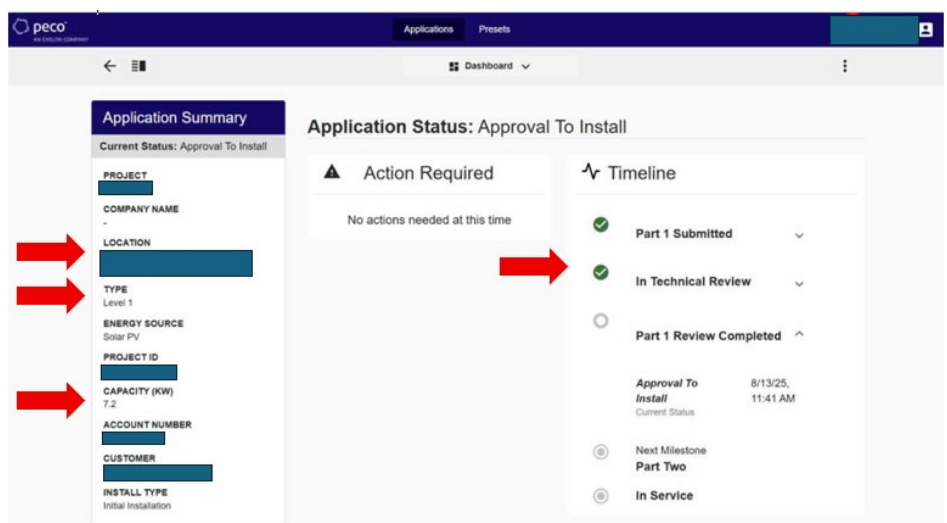 peco
AN EXELON COMPANY
Applications
Presets
Dashboard
Application Summary
Current Status: Approval To Install
PROJECT
COMPANY NAME
-
LOCATION
TYPE
Level 1
ENERGY SOURCE
Solar PV
PROJECT ID
CAPACITY (KW)
7.2
ACCOUNT NUMBER
CUSTOMER
INSTALL TYPE
Initial Installation
Application Status: Approval To Install
Action Required
No actions needed at this time
Timeline
Part 1 Submitted
In Technical Review
Part 1 Review Completed
Approval To Install 8/13/25, 11:41 AM
Current Status
Next Milestone
Part Two
In Service